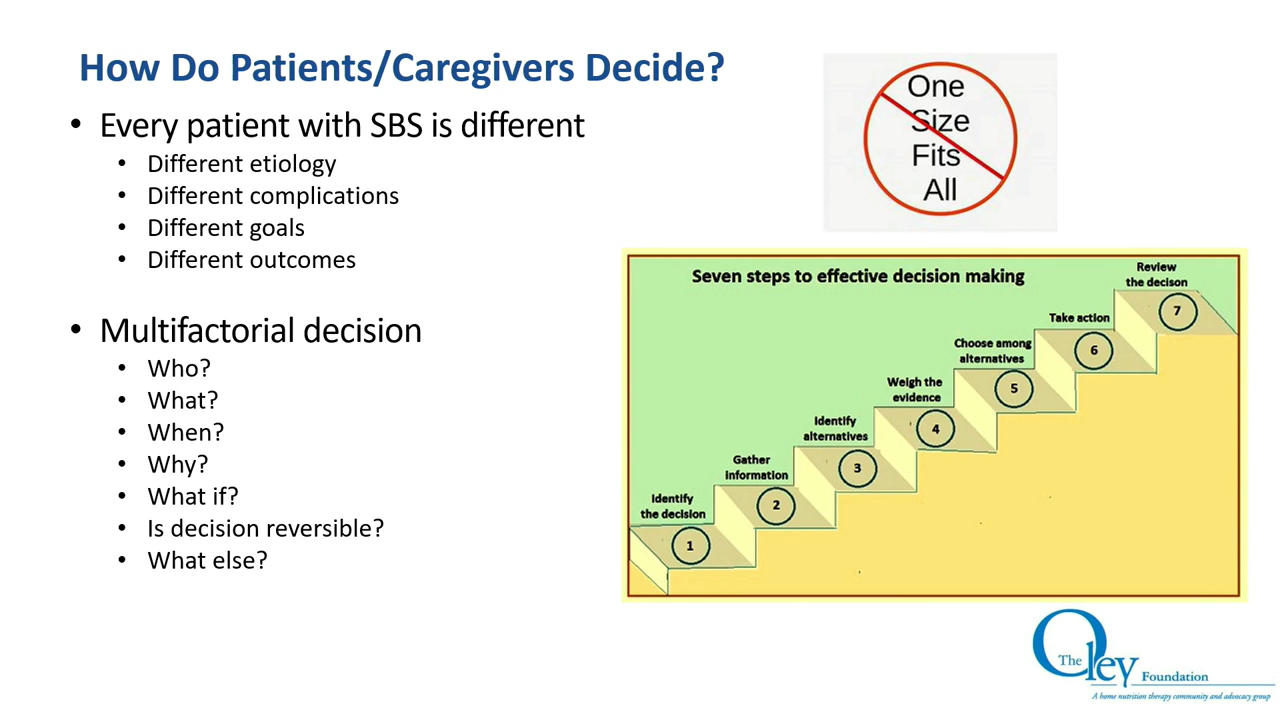 How Do Patients/Caregivers Decide?
• Every patient with SBS is different
• Different etiology
• Different complications
• Different goals
• Different outcomes
• Multifactorial decision
• Who?
• What?
• When?
• Why?
• What if?
• Is decision reversible?
• What else?
One
Size
Fits
All
Seven steps to effective decision making
Identify
the decision
1
Gather
information
2
Identify
alternatives
3
Weigh the
evidence
4
Choose among
alternatives
5
Take action
6
Review
the decison
7
The Oley Foundation
A home nutrition therapy community and advocacy group